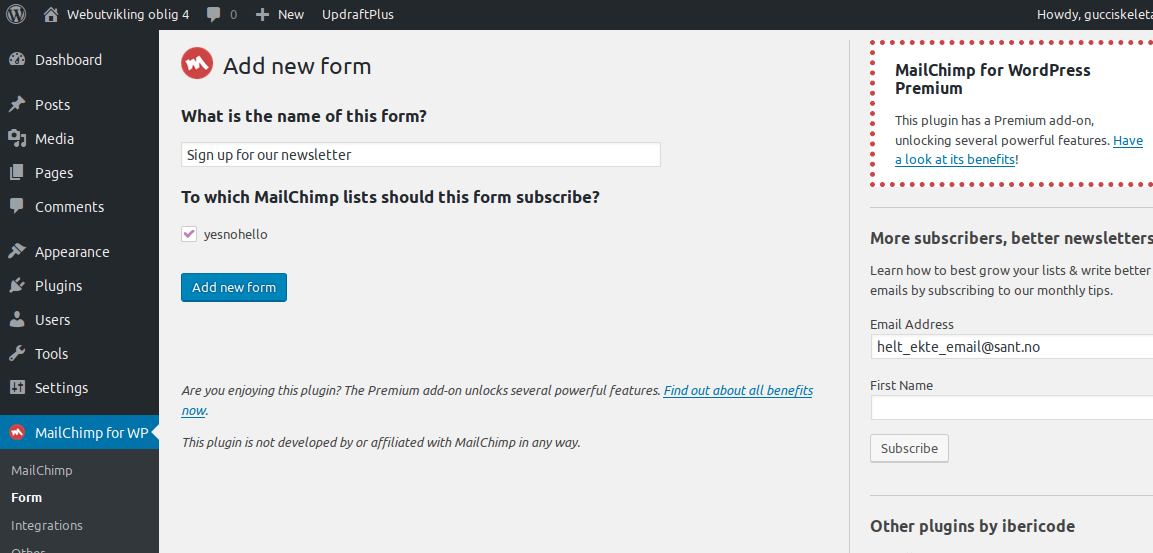 Webutvikling oblig 4
0
New
UpdraftPlus
Howdy, gucciskeleta
Dashboard
Posts
Media
Pages
Comments
Appearance
Plugins
Users
Tools
Settings
MailChimp for WP
MailChimp
Form
Integrations
Other
Add new form
What is the name of this form?
Sign up for our newsletter
To which MailChimp lists should this form subscribe?
yesnohello
Add new form
Are you enjoying this plugin? The Premium add-on unlocks several powerful features. Find out about all benefits
now.
This plugin is not developed by or affiliated with MailChimp in any way.
MailChimp for WordPress
Premium
This plugin has a Premium add-on,
unlocking several powerful features. Have
a look at its benefits!
More subscribers, better newsletters
Learn how to best grow your lists & write better
emails by subscribing to our monthly tips.
Email Address
helt_ekte_email@sant.no
First Name
Subscribe
Other plugins by ibericode